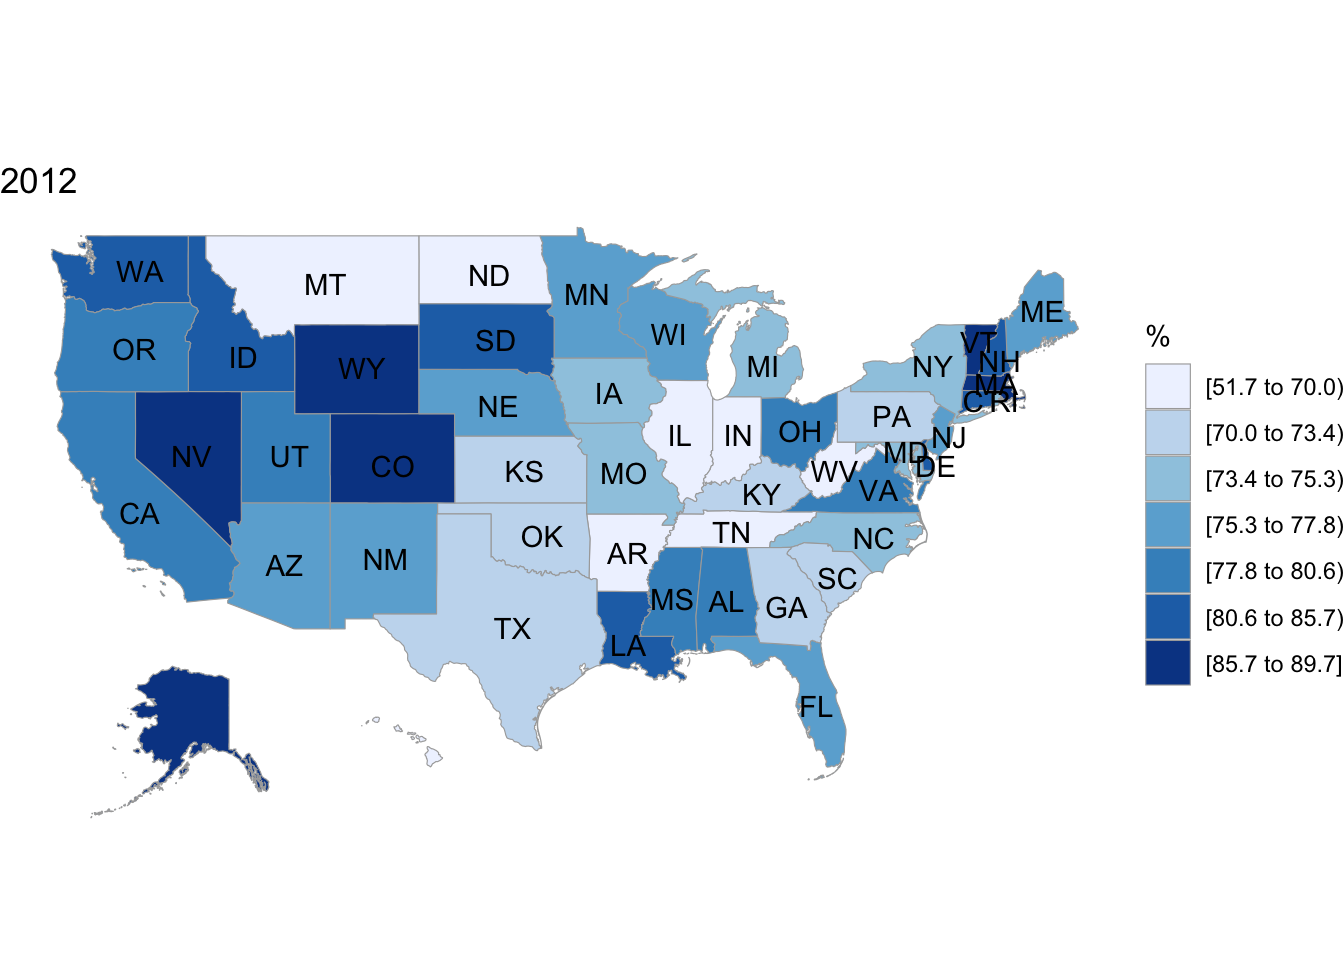 2012
WA
MT
ND
MN
ME
OR
ID
WY
SD
WI
MI
NY
VT
NH
MA
C
RI
NV
UT
CO
NE
IA
IL
IN
OH
PA
NJ
MD
DE
CA
KS
MO
WV
KY
VA
AZ
NM
OK
AR
TN
NC
SC
TX
LA
MS
AL
GA
FL
%
[51.7 to 70.0)
[70.0 to 73.4)
[73.4 to 75.3)
[75.3 to 77.8)
[77.8 to 80.6)
[80.6 to 85.7)
[85.7 to 89.7]